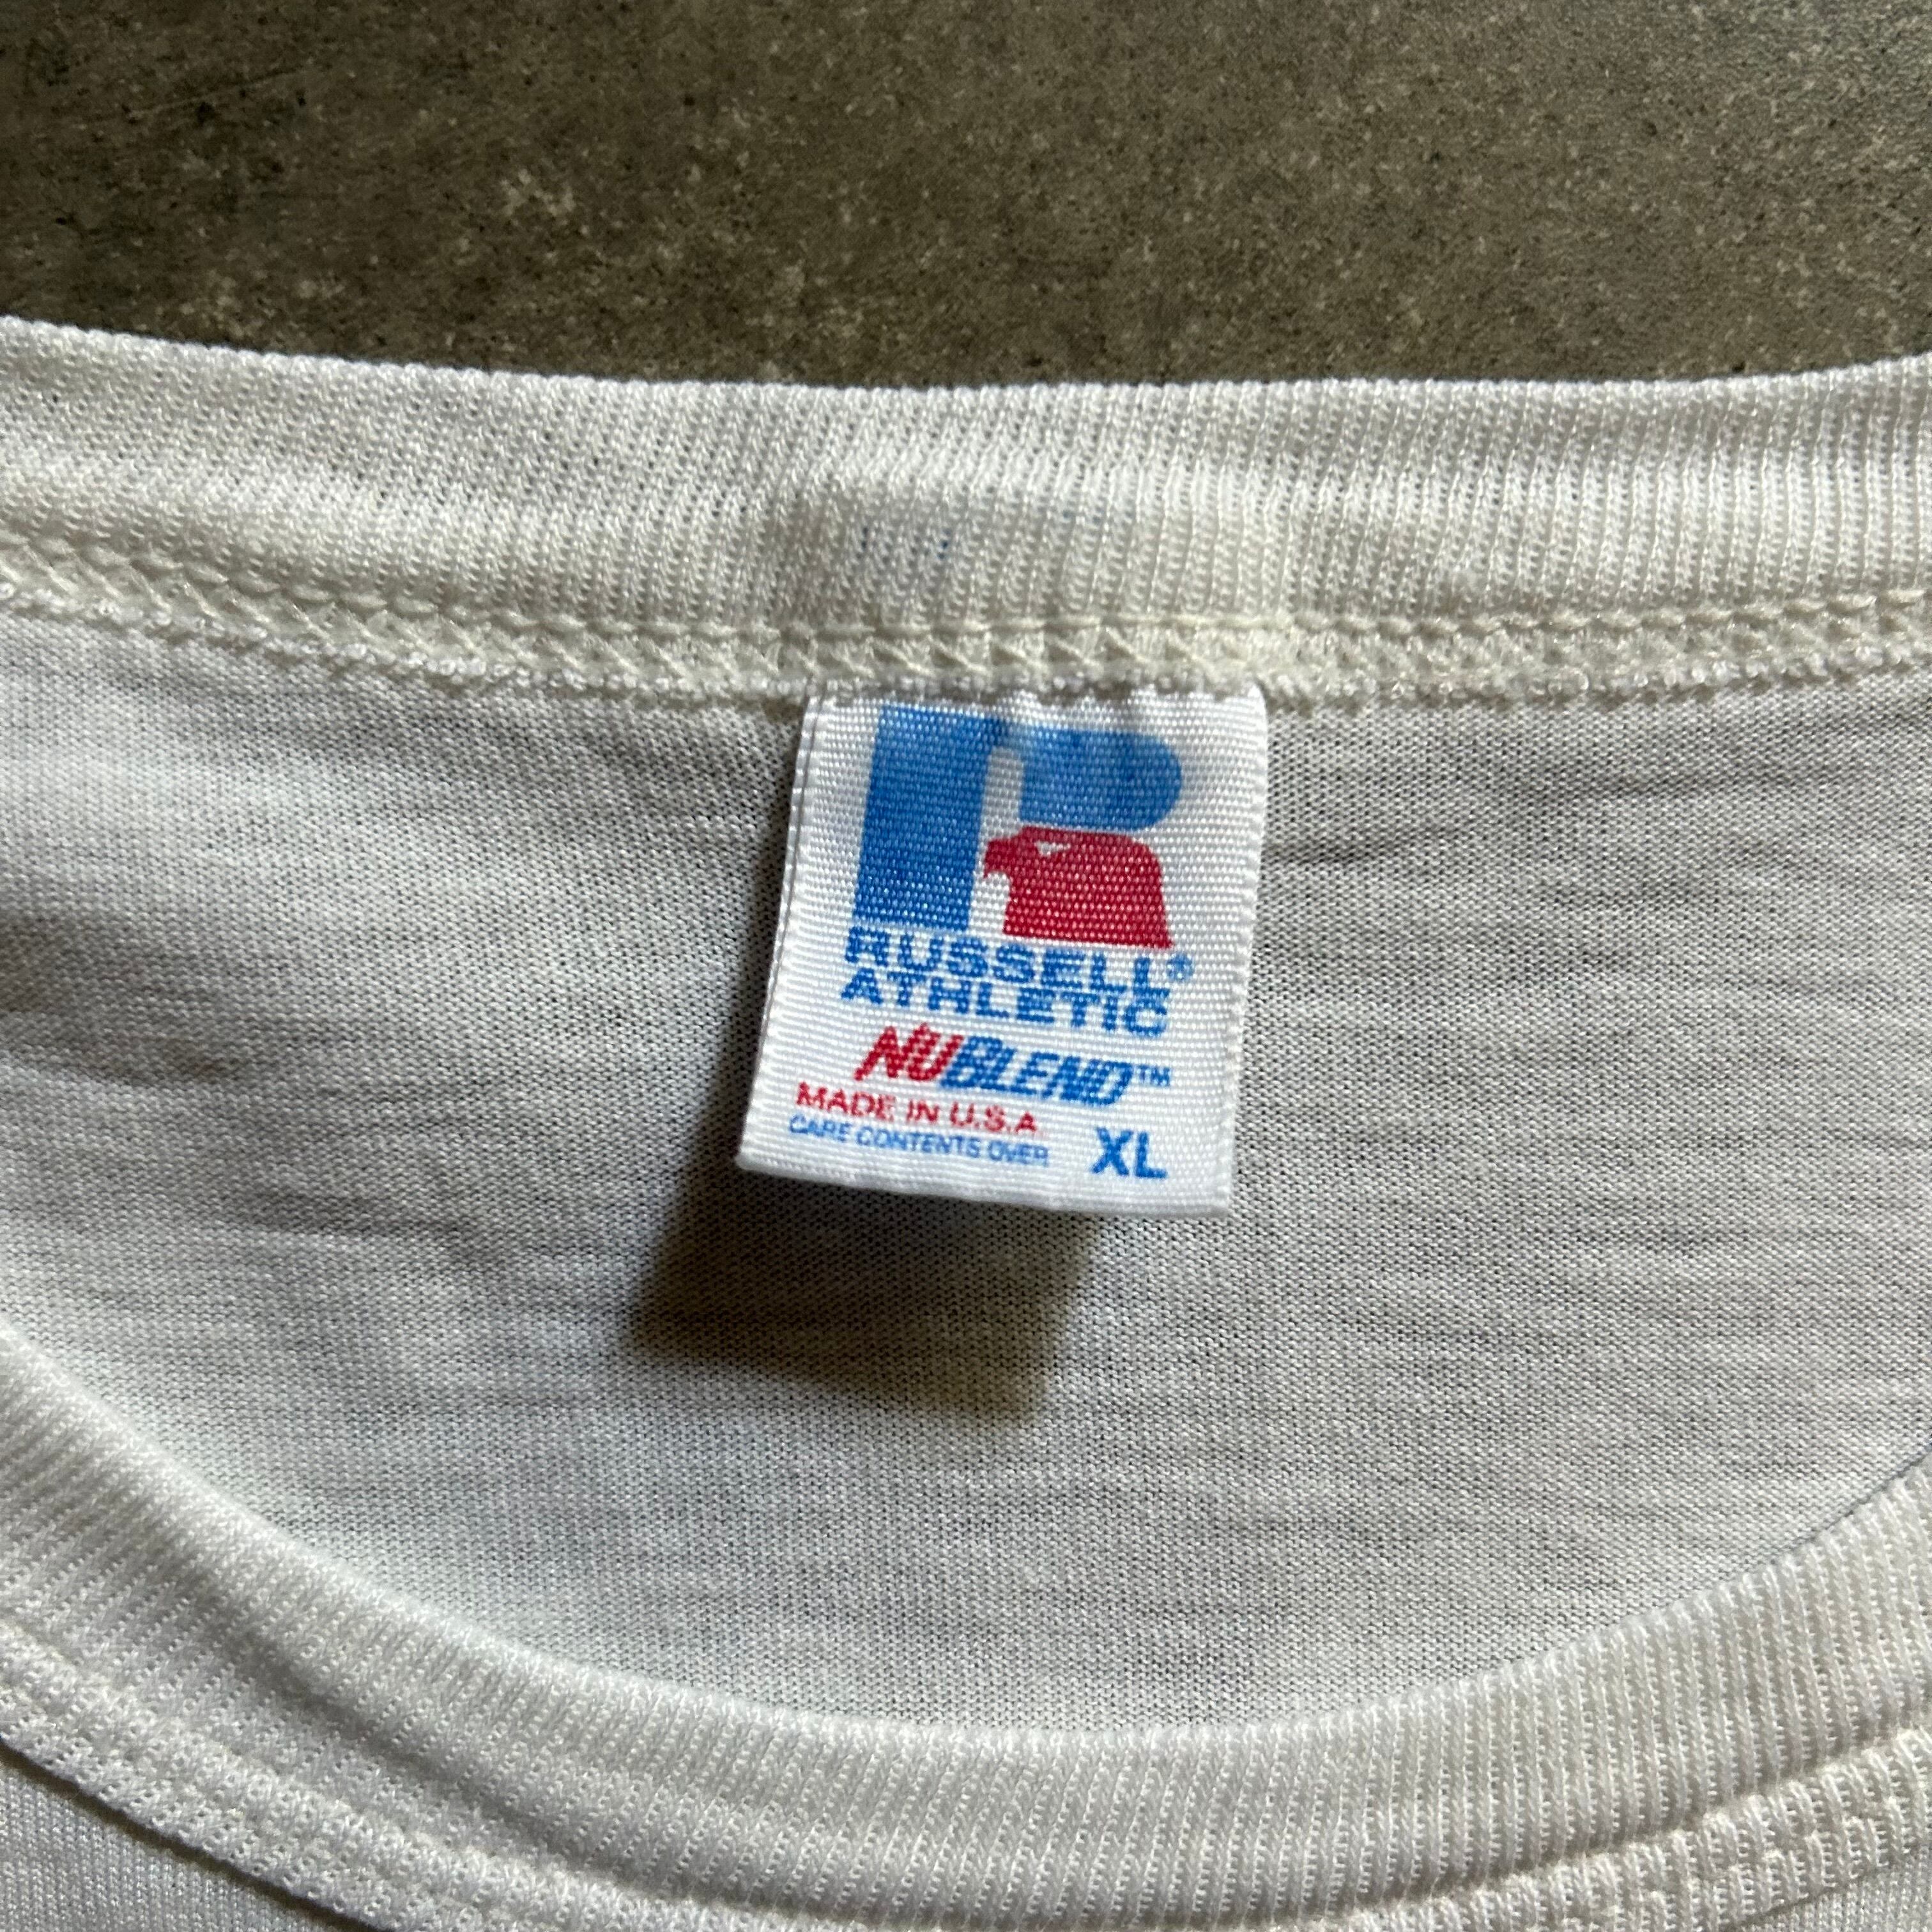 RUSSELL®
ATHLETIC
NUBLEND™
MADE IN U.S.A.
CARE CONTENTS OVER XL